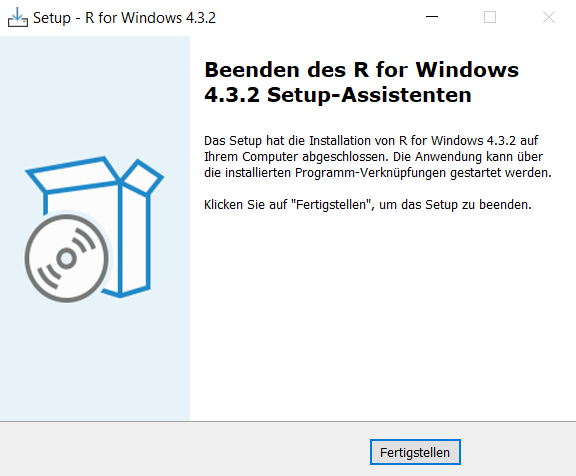 Setup - R for Windows 4.3.2
Beenden des R for Windows
4.3.2 Setup-Assistenten
Das Setup hat die Installation von R for Windows 4.3.2 auf
Ihrem Computer abgeschlossen. Die Anwendung kann über
die installierten Programm-Verknüpfungen gestartet werden.
Klicken Sie auf "Fertigstellen", um das Setup zu beenden.
Fertigstellen